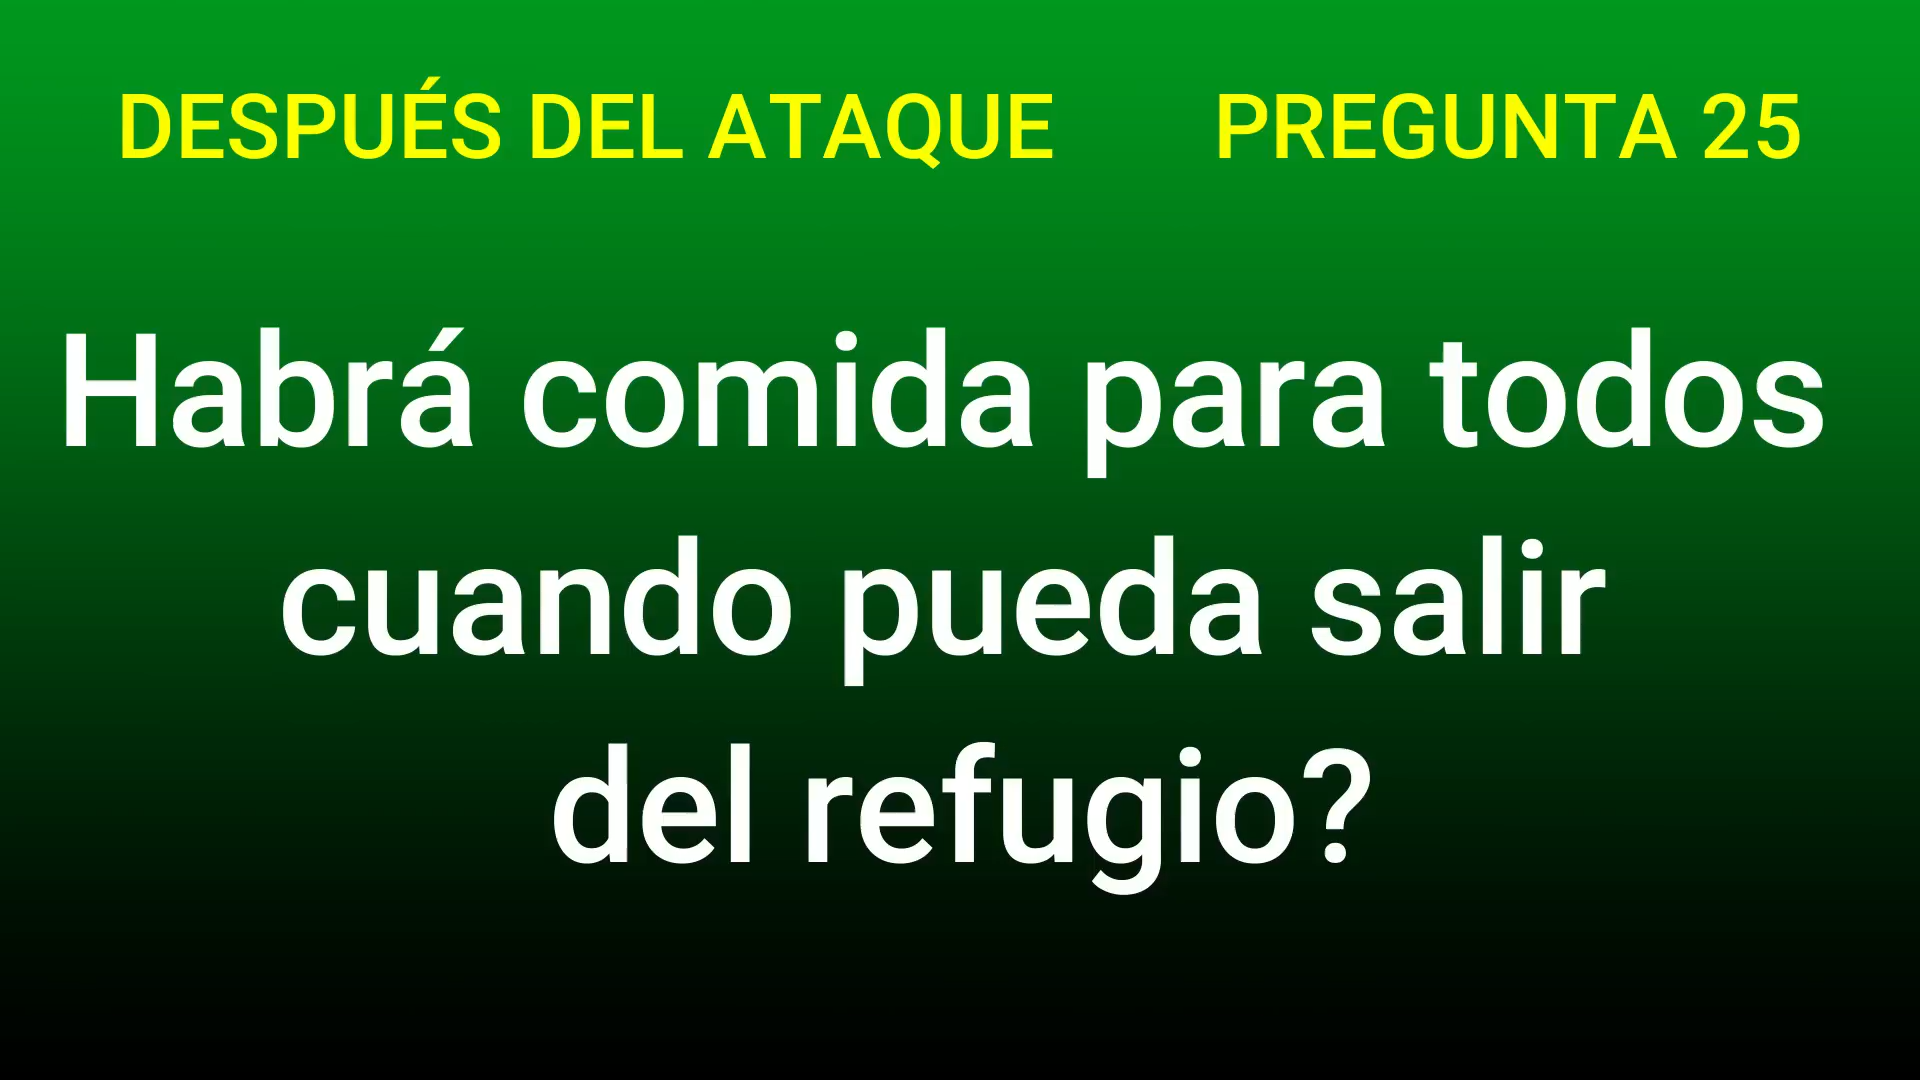 DESPUÉS DEL ATAQUE PREGUNTA 25
Habrá comida para todos
cuando pueda salir
del refugio?